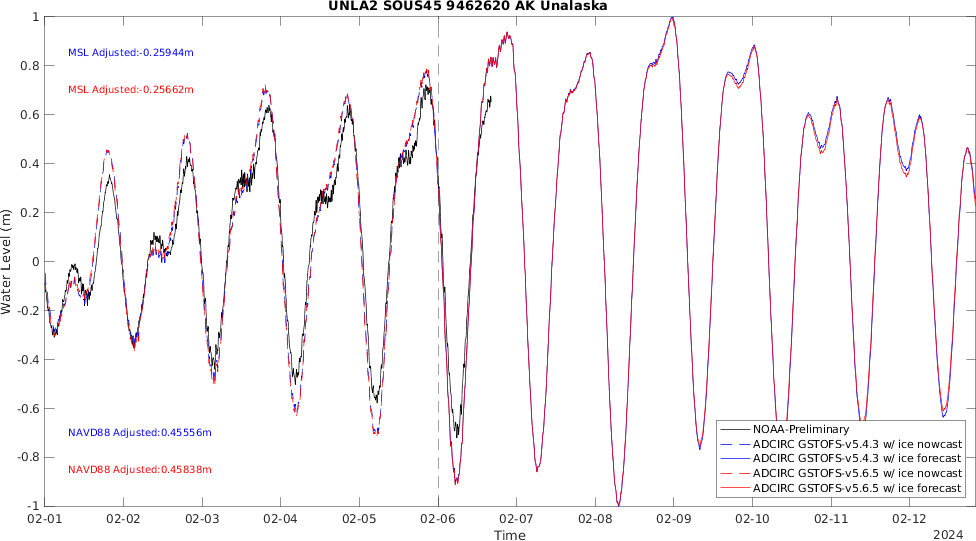 UNLA2 SOUS45 9462620 AK Unalaska
MSL Adjusted:-0.25944m
MSL Adjusted:-0.25662m
NAVD88 Adjusted:0.45556m
NAVD88 Adjusted:0.45838m
Water Level (m)
1
0.8
0.6
0.4
0.2
0
-0.2
-0.4
-0.6
-0.8
-1
NOAA-Preliminary
ADCIRC GSTOFS-v5.4.3 w/ ice nowcast
ADCIRC GSTOFS-v5.4.3 w/ ice forecast
ADCIRC GSTOFS-v5.6.5 w/ ice nowcast
ADCIRC GSTOFS-v5.6.5 w/ ice forecast
02-01 02-02 02-03 02-04 02-05 02-06 02-07 02-08 02-09 02-10 02-11 02-12
Time
2024